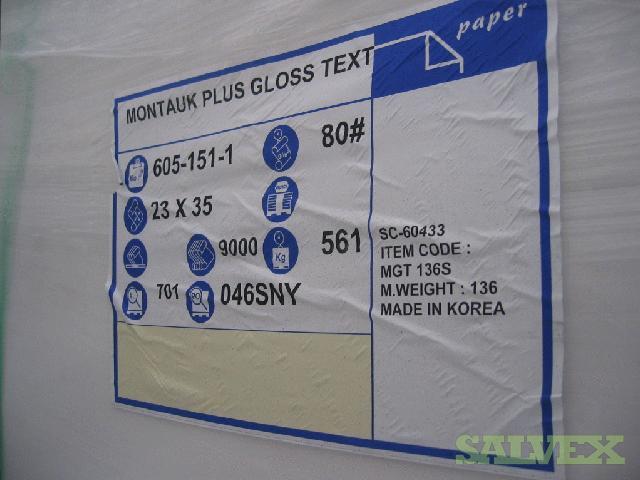 paper
MONTAUK PLUS GLOSS TEXT
605-151-1
80#
23 X 35
9000
561
Kg
701
046SNY
SC-60433
ITEM CODE :
MGT 136S
M.WEIGHT : 136
MADE IN KOREA
SALVEX